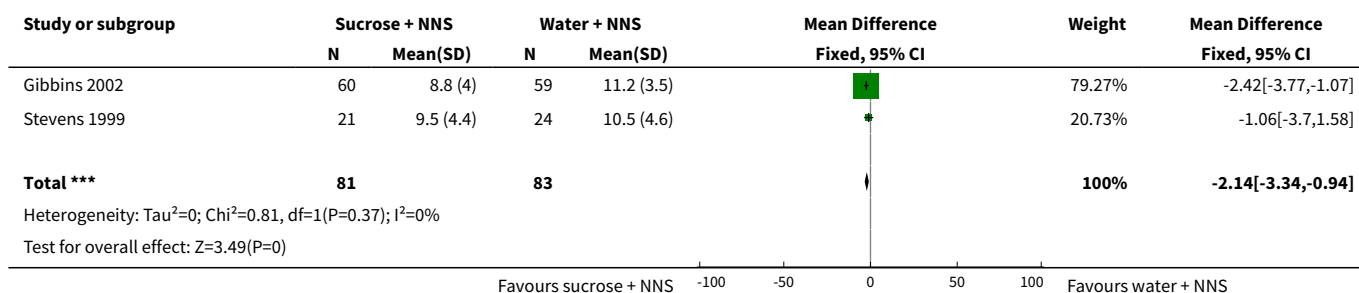 Study or subgroup Sucrose + NNS Water + NNS Mean Difference Weight Mean Difference
N Mean(SD) N Mean(SD) Fixed, 95% CI Fixed, 95% CI
Gibbins 2002 60 8.8 (4) 59 11.2 (3.5) 79.27% -2.42[-3.77,-1.07]
Stevens 1999 21 9.5 (4.4) 24 10.5 (4.6) 20.73% -1.06[-3.7,1.58]
Total *** 81 83 100% -2.14[-3.34,-0.94]
Heterogeneity: Tau²=0; Chi²=0.81, df=1(P=0.37); I²=0%
Test for overall effect: Z=3.49(P=0)
Favours sucrose + NNS -100 -50 0 50 100 Favours water + NNS